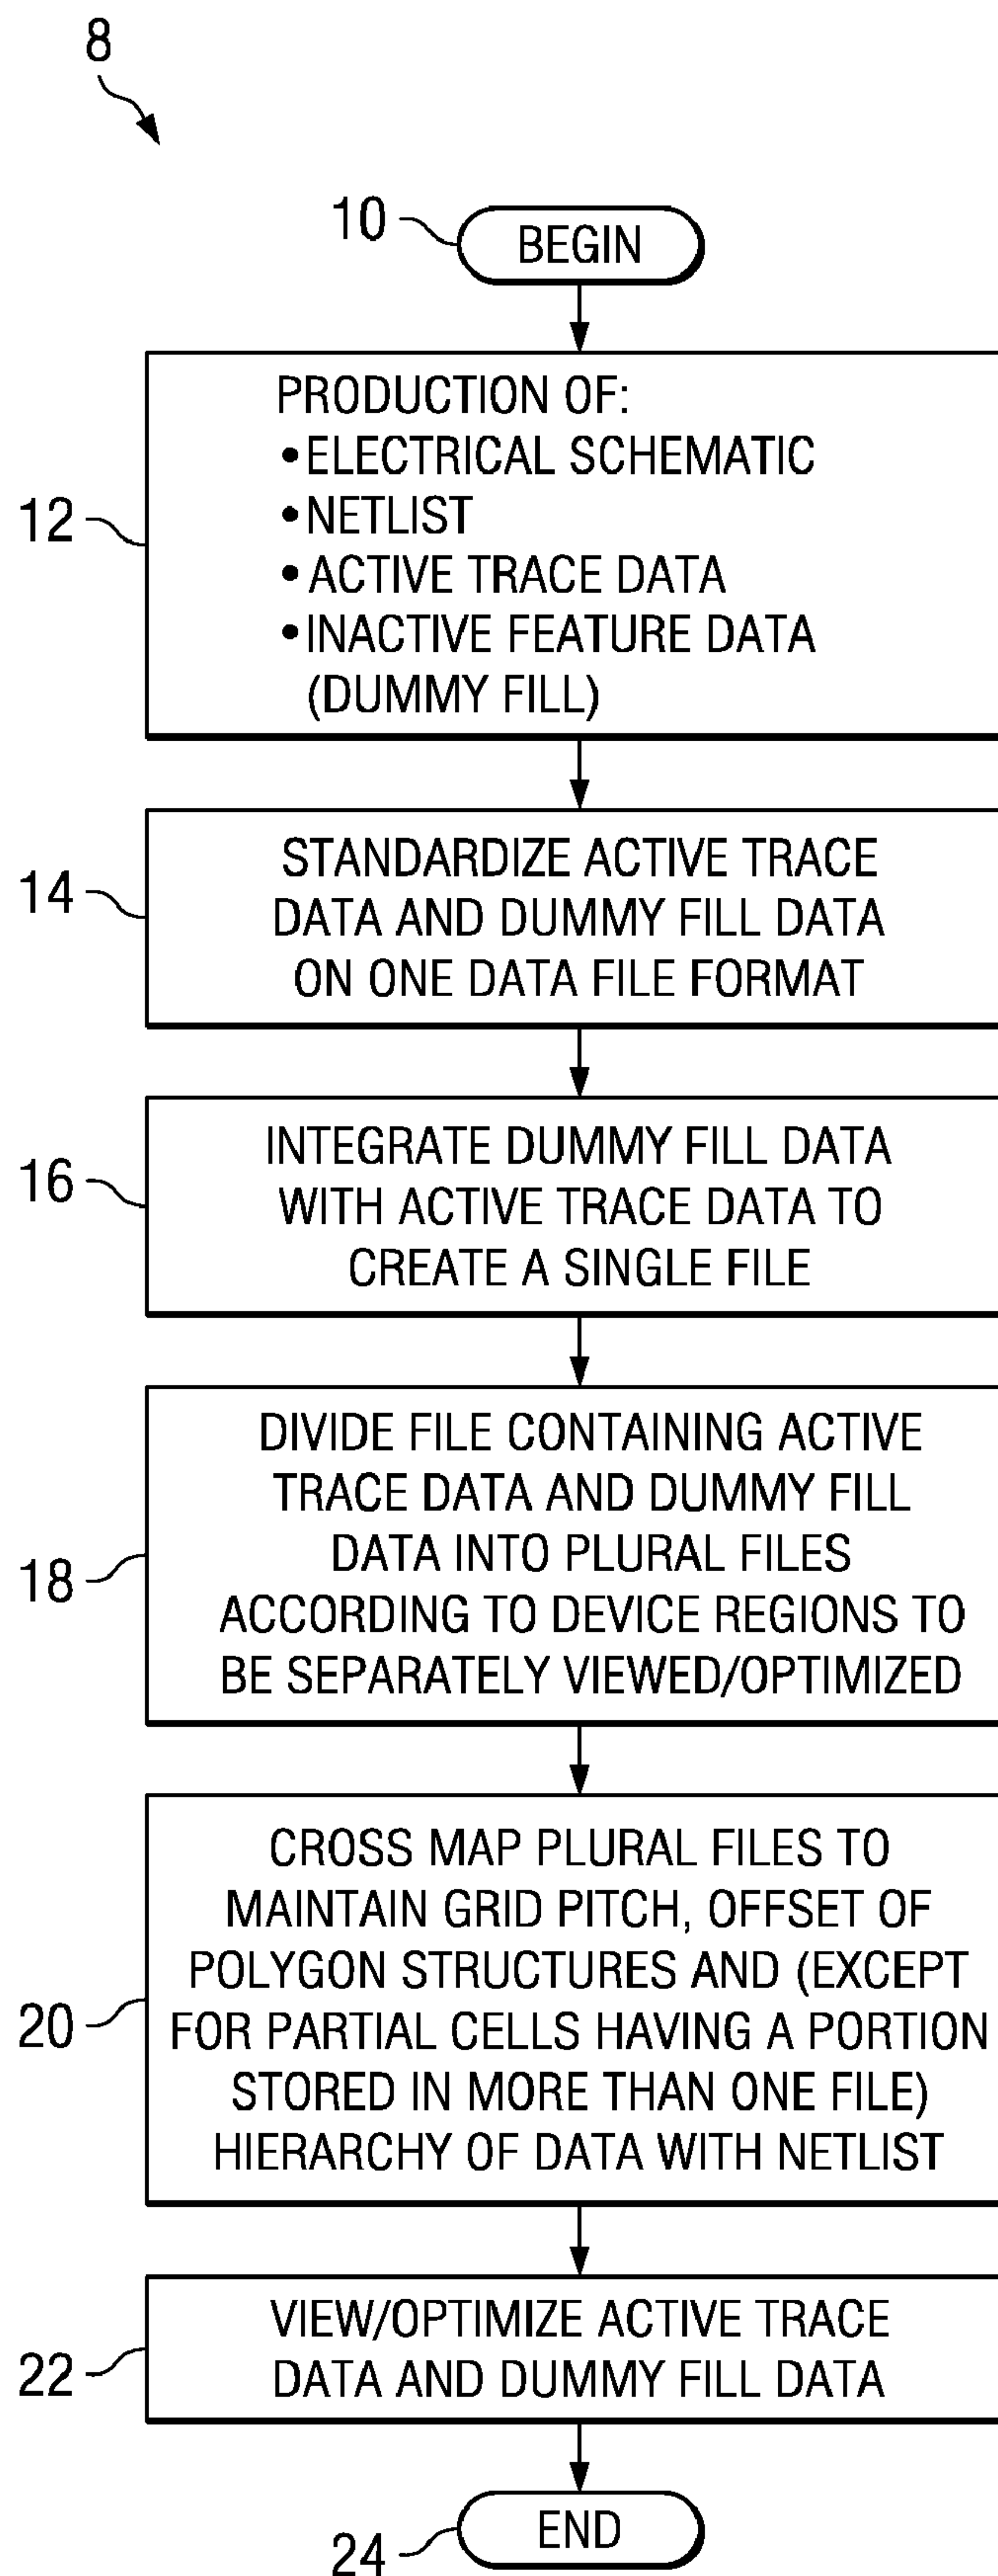 8
10
BEGIN
12
PRODUCTION OF:
•ELECTRICAL SCHEMATIC
•NETLIST
•ACTIVE TRACE DATA
•INACTIVE FEATURE DATA
(DUMMY FILL)
14
STANDARDIZE ACTIVE TRACE
DATA AND DUMMY FILL DATA
ON ONE DATA FILE FORMAT
16
INTEGRATE DUMMY FILL DATA
WITH ACTIVE TRACE DATA TO
CREATE A SINGLE FILE
18
DIVIDE FILE CONTAINING ACTIVE
TRACE DATA AND DUMMY FILL
DATA INTO PLURAL FILES
ACCORDING TO DEVICE REGIONS TO
BE SEPARATELY VIEWED/OPTIMIZED
20
CROSS MAP PLURAL FILES TO
MAINTAIN GRID PITCH, OFFSET OF
POLYGON STRUCTURES AND (EXCEPT
FOR PARTIAL CELLS HAVING A PORTION
STORED IN MORE THAN ONE FILE)
HIERARCHY OF DATA WITH NETLIST
22
VIEW/OPTIMIZE ACTIVE TRACE
DATA AND DUMMY FILL DATA
24
END